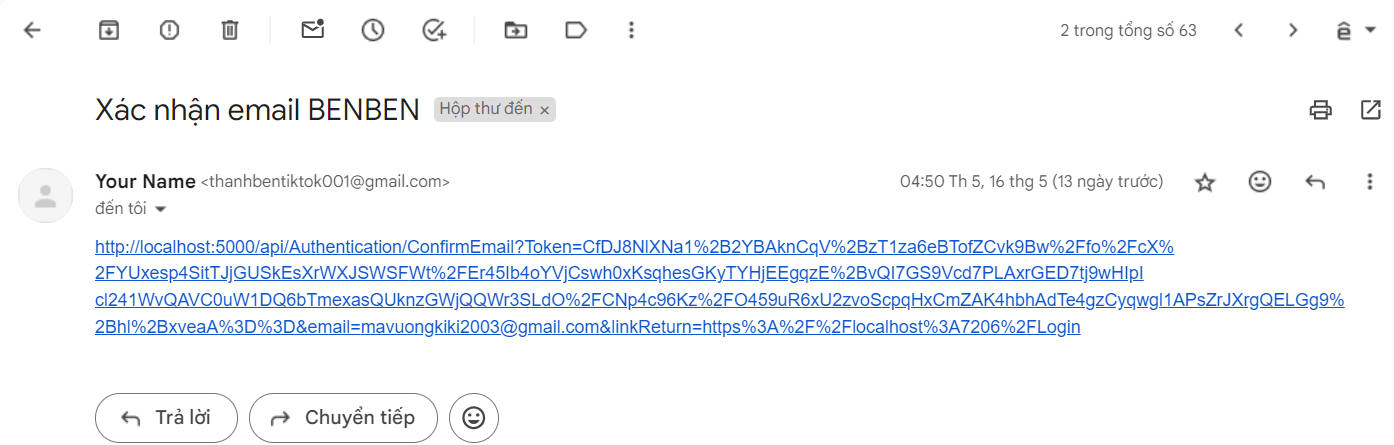 2 trong tổng số 63
ê
Xác nhận email BENBEN Hộp thư đến ×
Your Name <thanhbentiktok001@gmail.com> 04:50 Th 5, 16 thg 5 (13 ngày trước)
đến tôi
http://localhost:5000/api/Authentication/ConfirmEmail?Token=CfDJ8NlXNa1%2B2YBAknCqV%2BzT1za6eBTofZCvk9Bw%2Ffo%2FcX%
2FYUxesp4SitTJjGUSkEsXrWXJSWSFWt%2FEr45Ib4oYVjCswh0xKsqhesGKyTYHjEEgqzE%2BvQI7GS9Vcd7PLAxrGED7tj9wHIpI
cl241WvQAVC0uW1DQ6bTmexasQUknzGWjQQWr3SLdO%2FCNp4c96Kz%2FO459uR6xU2zvoScpqHxCmZAK4hbhAdTe4gzCyqwgl1APsZrJXrgQELGg9%
2Bhl%2BxveaA%3D%3D&email=mavuongkiki2003@gmail.com&linkReturn=https%3A%2F%2Flocalhost%3A7206%2FLogin
Trả lời
Chuyển tiếp